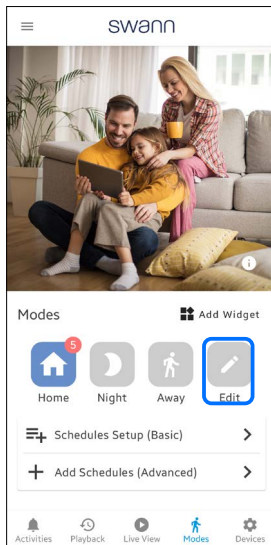 swann
Modes
Add Widget
5
Home Night Away Edit
Schedules Setup (Basic)
Add Schedules (Advanced)
Activities Playback Live View Modes Devices